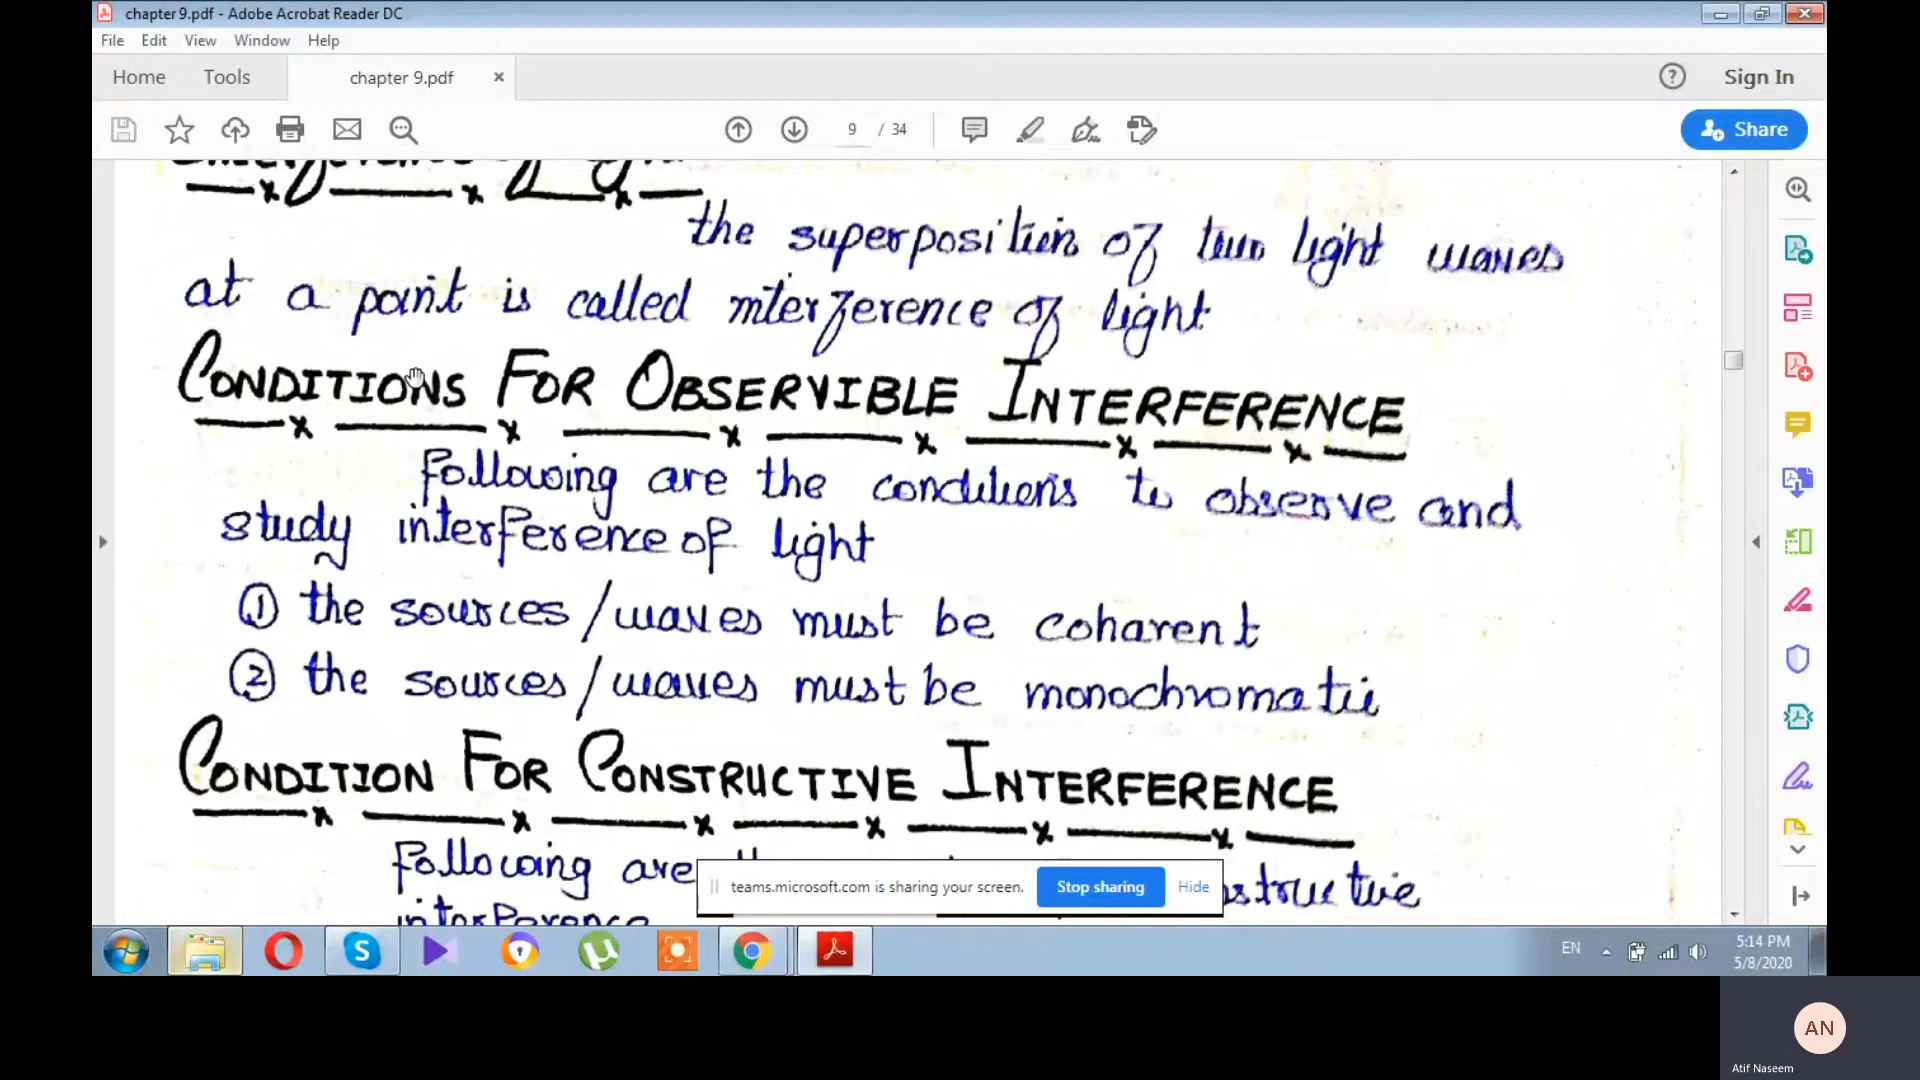 chapter 9.pdf - Adobe Acrobat Reader DC
File Edit View Window Help
Home Tools chapter 9.pdf × ? Sign In
9 / 34 Share
the superposition of two light waves
at a point is called interference of light
CONDITIONS FOR OBSERVIBLE INTERFERENCE
following are the conditions to observe and
study interference of light
① the sources/waves must be coharent
② the sources/waves must be monochromatic
CONDITION FOR CONSTRUCTIVE INTERFERENCE
following are
teams.microsoft.com is sharing your screen. Stop sharing Hide
interference
EN 5:14 PM
5/8/2020
AN
Atif Naseem